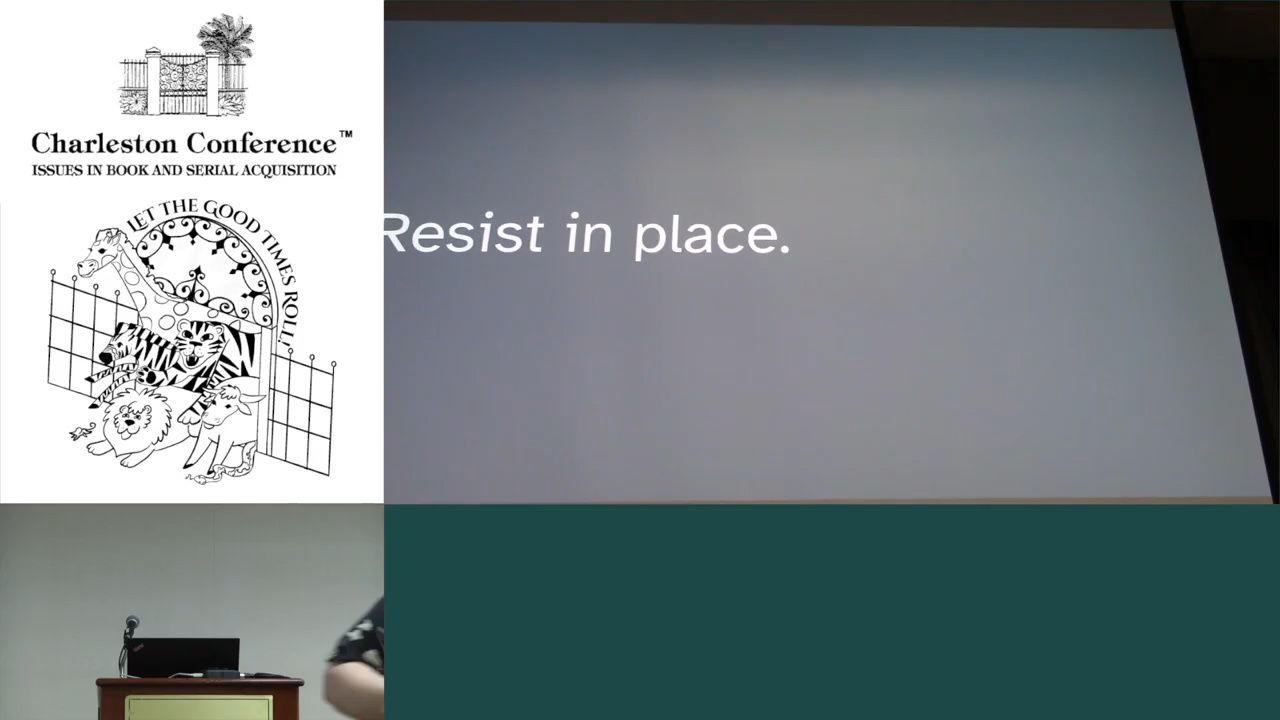 Charleston Conference™
ISSUES IN BOOK AND SERIAL ACQUISITION
LET THE GOOD TIMES ROLL!
Resist in place.